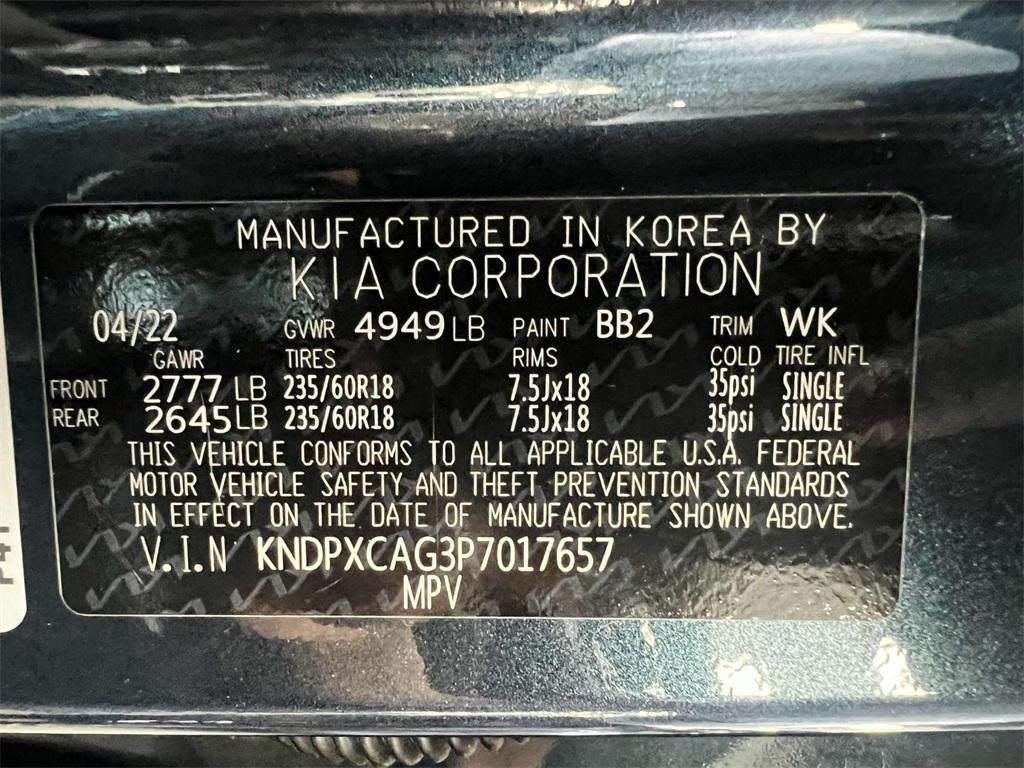 MANUFACTURED IN KOREA BY
KIA CORPORATION
04/22 GVWR 4949 LB PAINT BB2 TRIM WK
GAWR TIRES RIMS COLD TIRE INFL
FRONT 2777 LB 235/60R18 7.5Jx18 35psi SINGLE
REAR 2645 LB 235/60R18 7.5Jx18 35psi SINGLE
THIS VEHICLE CONFORMS TO ALL APPLICABLE U.S.A. FEDERAL
MOTOR VEHICLE SAFETY AND THEFT PREVENTION STANDARDS
IN EFFECT ON THE DATE OF MANUFACTURE SHOWN ABOVE.
V.I.N KNDPXCAG3P7017657
MPV